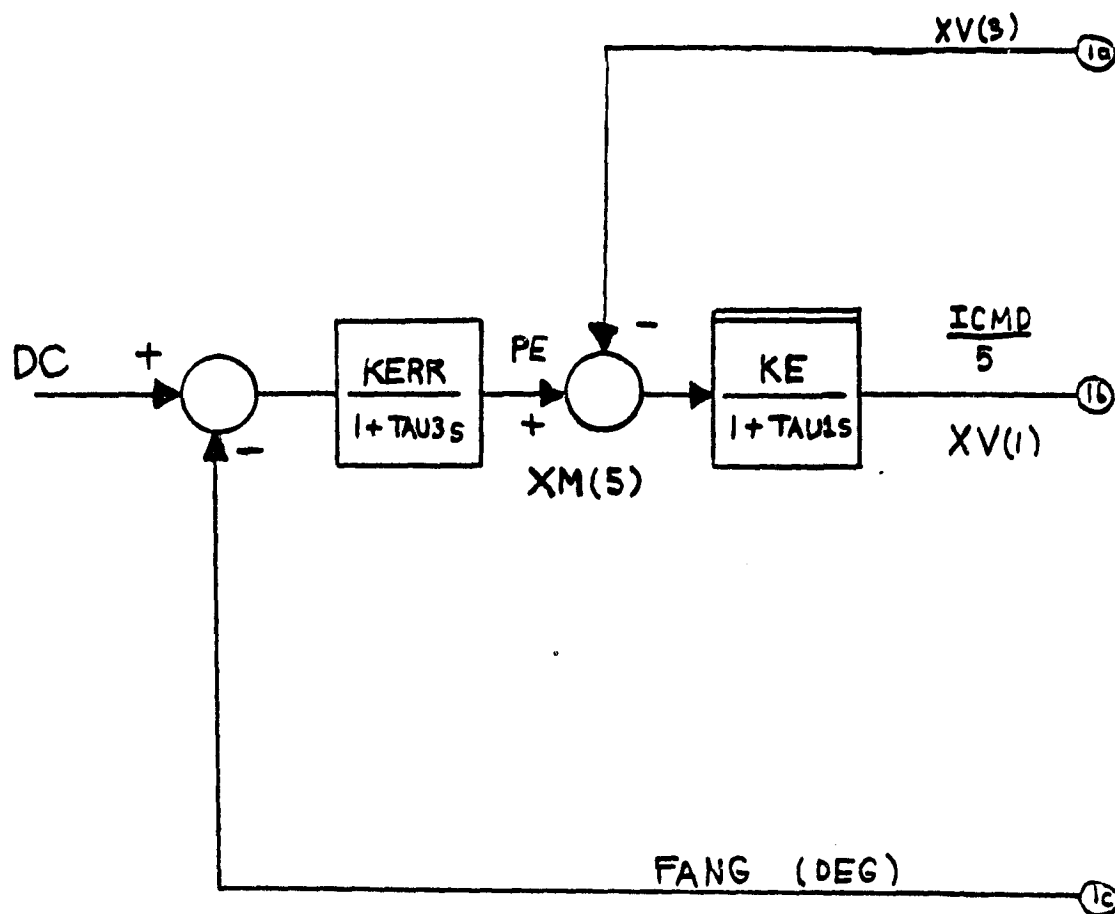 XV(3)
1a
DC
+
-
KERR
1 + TAU3s
PE
+
XM(5)
-
KE
1 + TAU1s
ICMD
5
XV(1)
1b
FANG (DEG)
1c